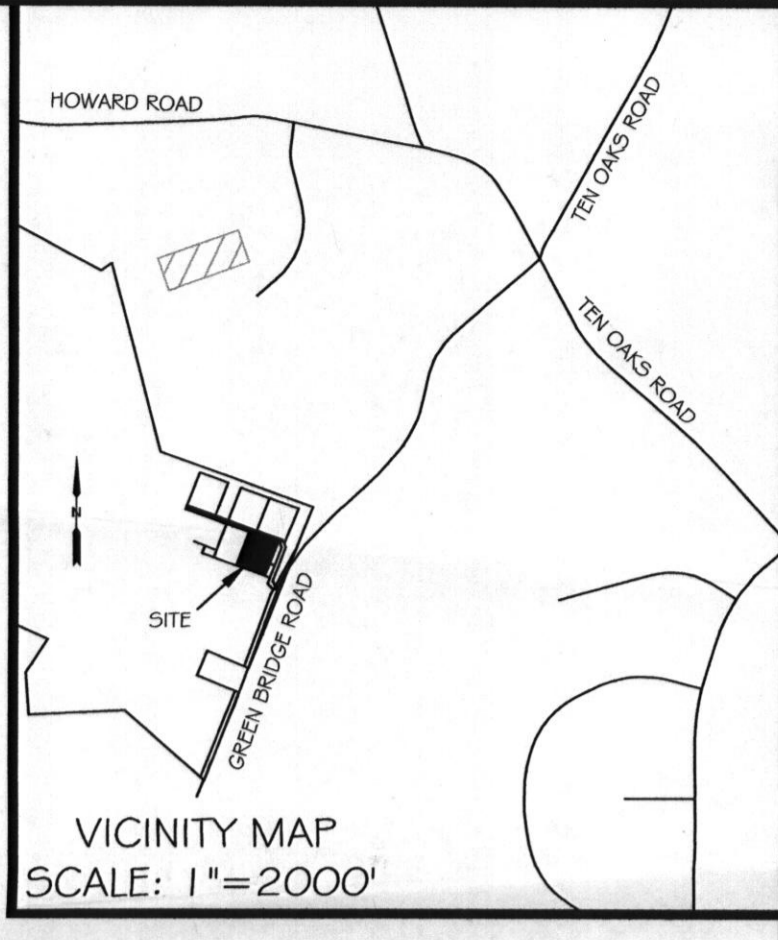 HOWARD ROAD
TEN OAKS ROAD
TEN OAKS ROAD
N
SITE
GREEN BRIDGE ROAD
VICINITY MAP
SCALE: 1"=2000'